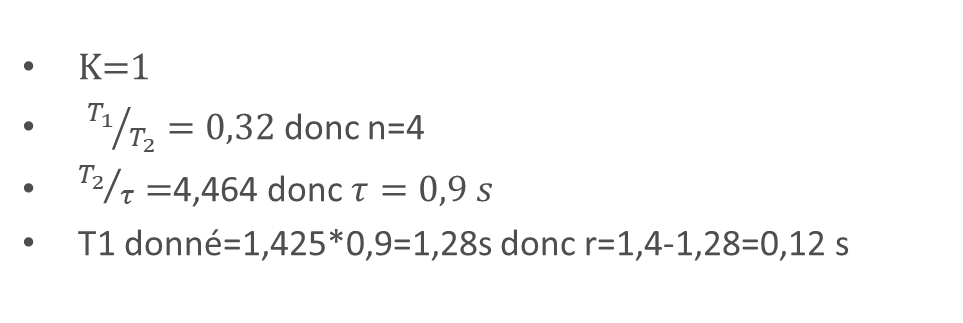 • K=1
• T₁/T₂ = 0,32 donc n=4
• T₂/τ =4,464 donc τ = 0,9 s
• T1 donné=1,425*0,9=1,28s donc r=1,4-1,28=0,12 s